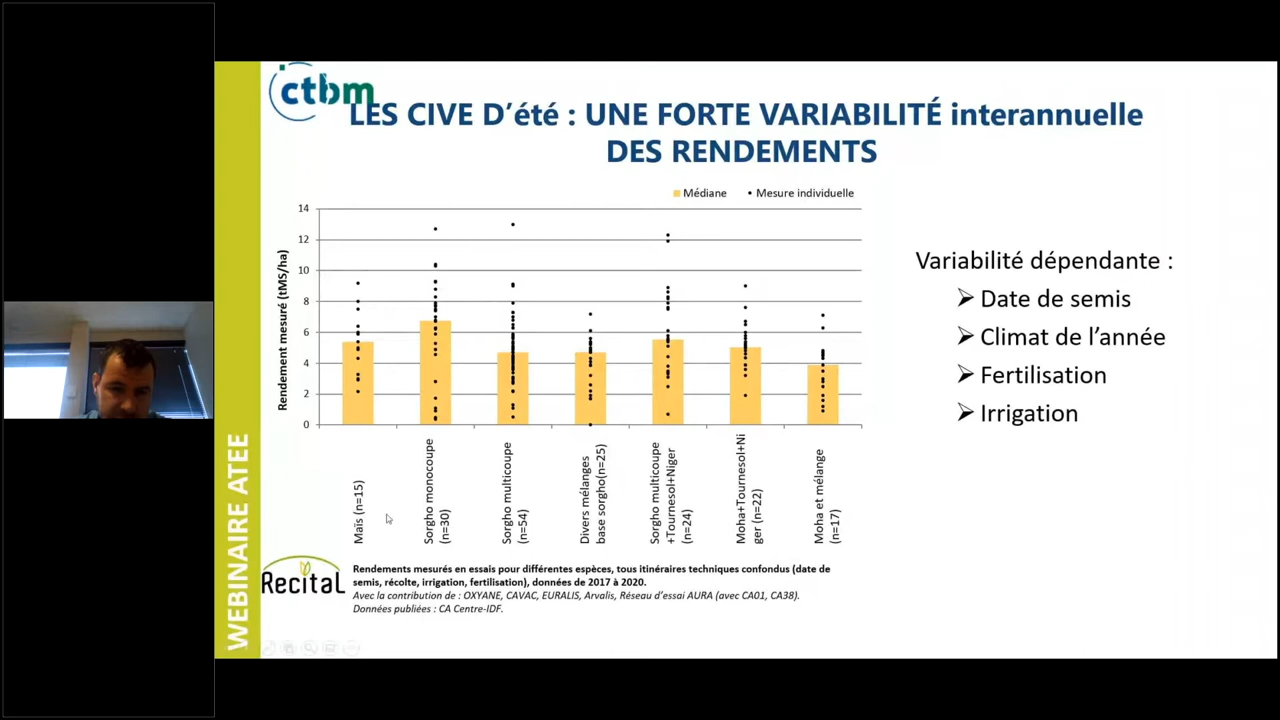 ctbm
LES CIVE D'été : UNE FORTE VARIABILITÉ interannuelle
DES RENDEMENTS
Médiane
Mesure individuelle
Rendement mesuré (tMS/ha)
14
12
10
8
6
4
2
0
Maïs (n=15)
Sorgho monocoupe
(n=30)
Sorgho multicoupe
(n=54)
Divers mélanges
base sorgho(n=25)
Sorgho multicoupe
+Tournesol+Niger
(n=24)
Moha+Tournesol+Ni
ger (n=22)
Moha et mélange
(n=17)
Variabilité dépendante :
➢ Date de semis
➢ Climat de l'année
➢ Fertilisation
➢ Irrigation
WEBINAIRE ATEE
RéciTaL
Rendements mesurés en essais pour différentes espèces, tous itinéraires techniques confondus (date de
semis, récolte, irrigation, fertilisation), données de 2017 à 2020.
Avec la contribution de : OXYANE, CAVAC, EURALIS, Arvalis, Réseau d'essai AURA (avec CA01, CA38).
Données publiées : CA Centre-IDF.